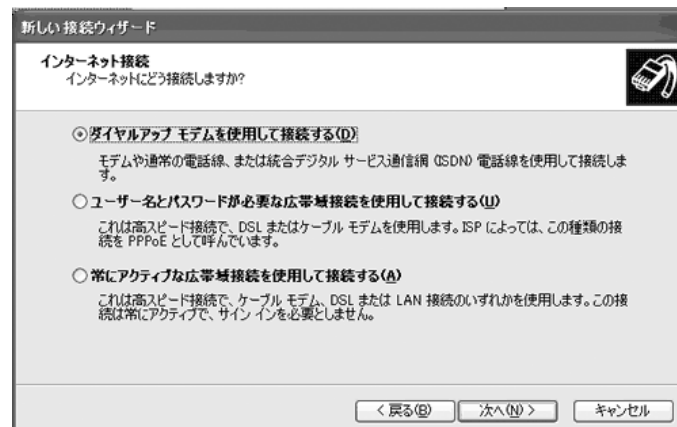 新しい接続ウィザード
インターネット接続
インターネットにどう接続しますか?
ダイヤルアップ モデムを使用して接続する(D)
モデムや通常の電話線、または統合デジタル サービス通信網 (ISDN) 電話線を使用して接続しま
す。
ユーザー名とパスワードが必要な広帯域接続を使用して接続する(U)
これは高スピード接続で、DSL またはケーブル モデムを使用します。ISP によっては、この種類の接
続を PPPoE として呼んでいます。
常にアクティブな広帯域接続を使用して接続する(A)
これは高スピード接続で、ケーブル モデム、DSL または LAN 接続のいずれかを使用します。この接
続は常にアクティブで、サイン インを必要としません。
< 戻る(B) 次へ(N) > キャンセル